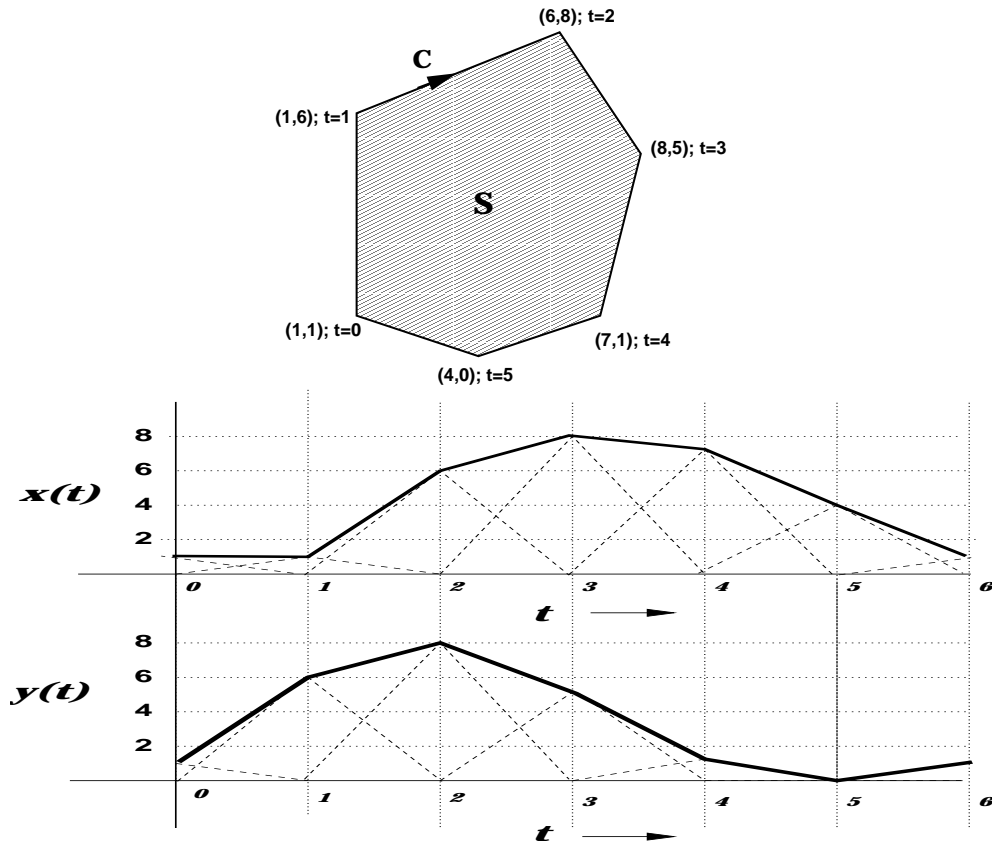 (6,8); t=2
C
(1,6); t=1
(8,5); t=3
S
(1,1); t=0
(7,1); t=4
(4,0); t=5
8
6
x(t)
4
2
0 1 2 3 4 5 6
t
8
6
y(t)
4
2
0 1 2 3 4 5 6
t